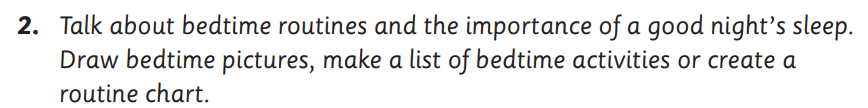 2. Talk about bedtime routines and the importance of a good night's sleep.
Draw bedtime pictures, make a list of bedtime activities or create a
routine chart.